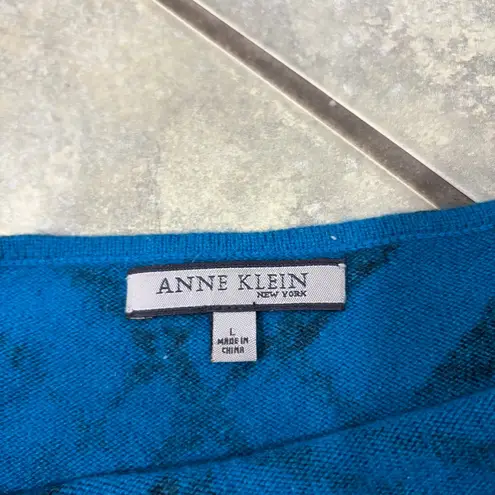 ANNE KLEIN
NEW YORK
L
MADE IN
CHINA